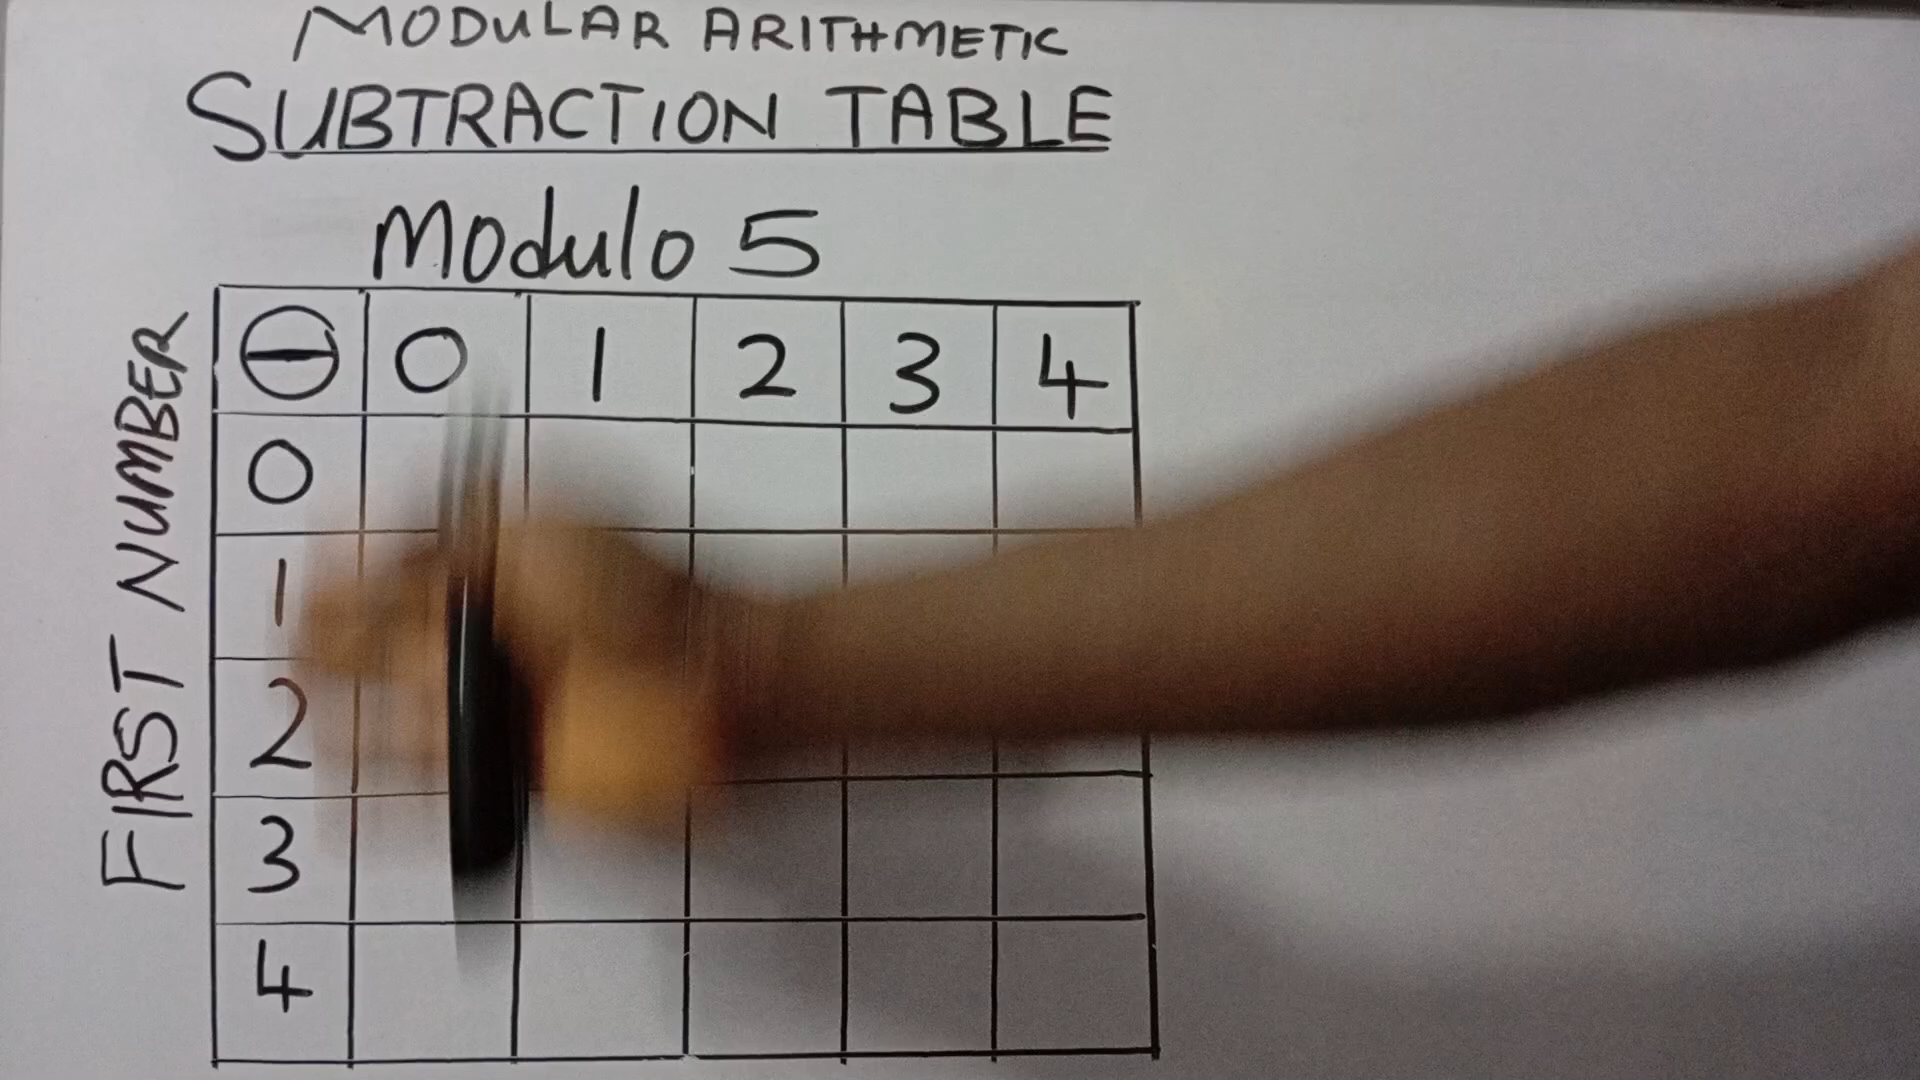 MODULAR ARITHMETIC
SUBTRACTION TABLE
Modulo 5
FIRST NUMBER
⊖ 0 1 2 3 4
0
1
2
3
4